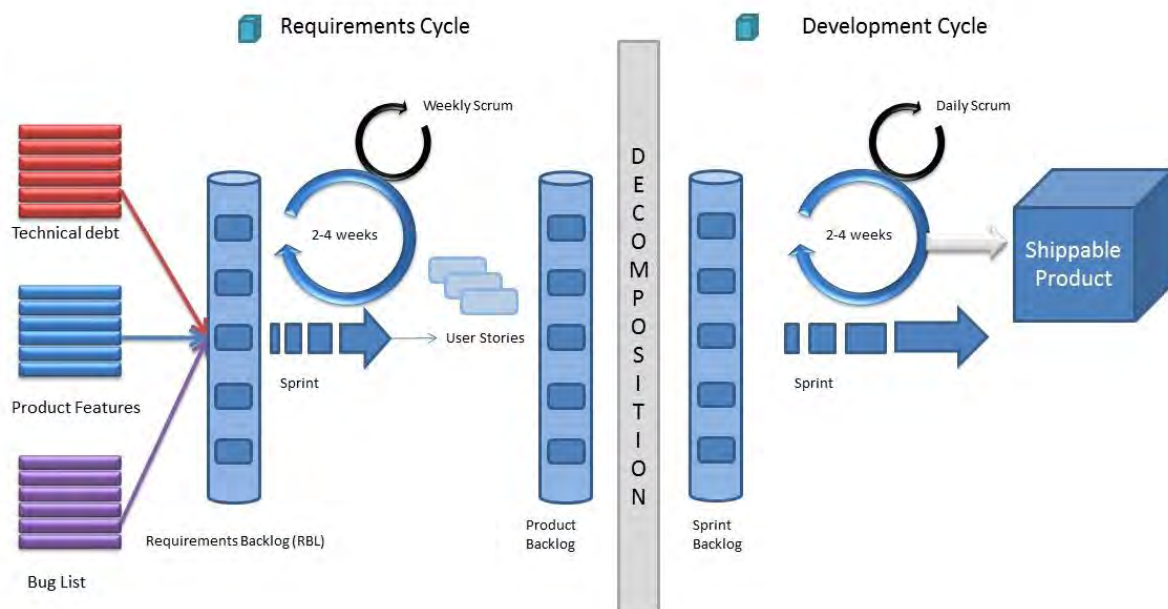 Requirements Cycle
Development Cycle
Weekly Scrum
Daily Scrum
Technical debt
2-4 weeks
2-4 weeks
DECOMPOSITION
Shippable
Product
User Stories
Product Features
Sprint
Sprint
Requirements Backlog (RBL)
Product
Backlog
Sprint
Backlog
Bug List